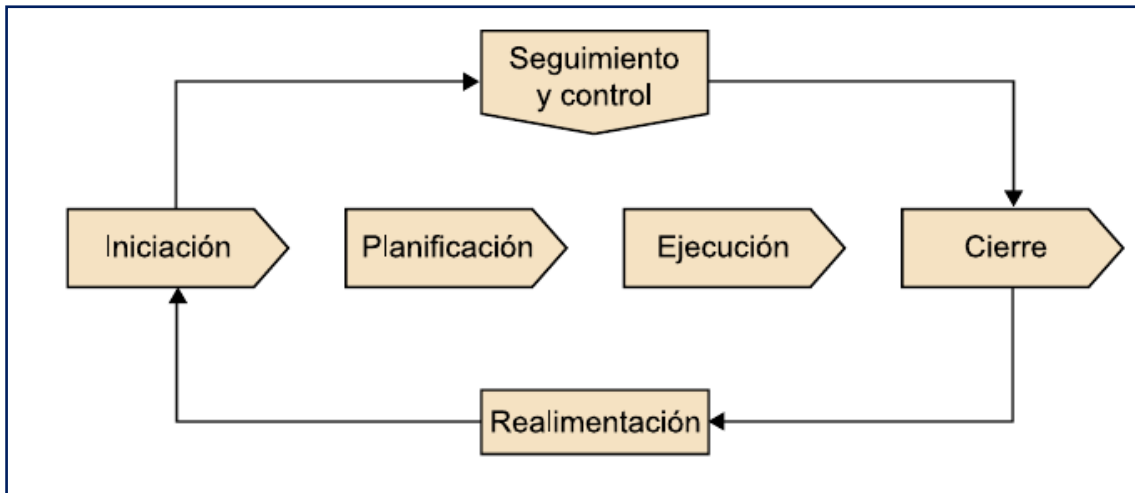 Seguimiento
y control
Iniciación
Planificación
Ejecución
Cierre
Realimentación